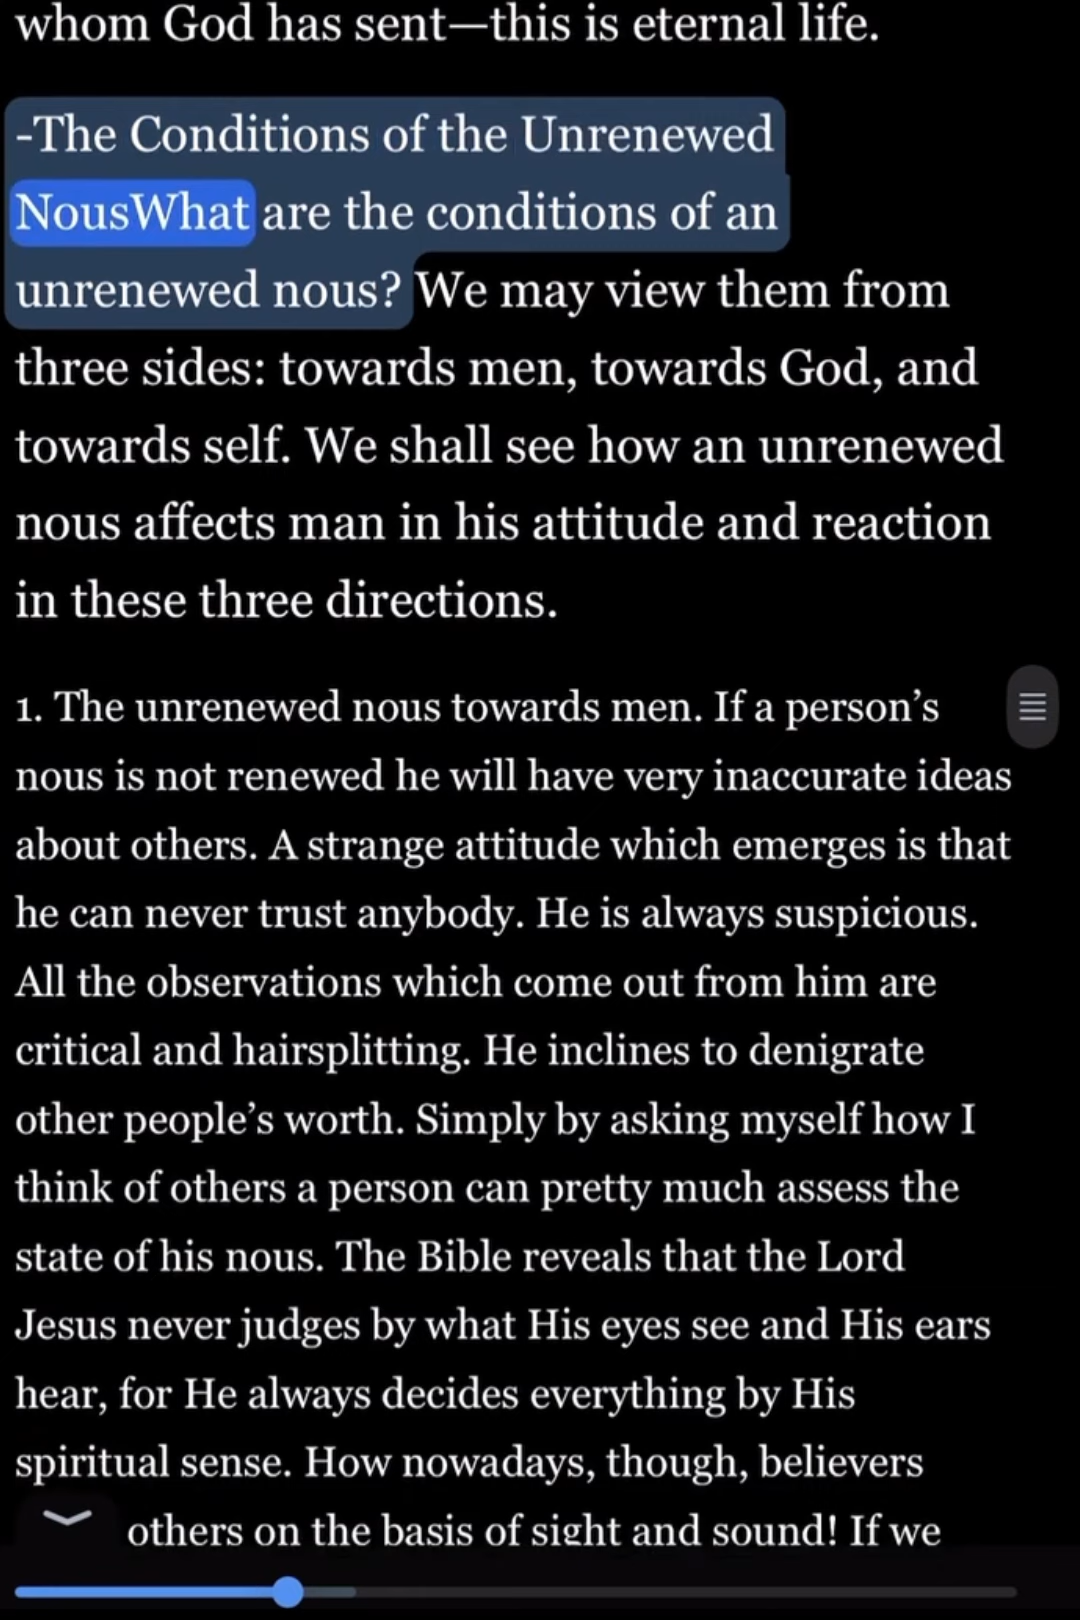 whom God has sent—this is eternal life.
-The Conditions of the Unrenewed
NousWhat are the conditions of an
unrenewed nous? We may view them from
three sides: towards men, towards God, and
towards self. We shall see how an unrenewed
nous affects man in his attitude and reaction
in these three directions.
1. The unrenewed nous towards men. If a person’s
nous is not renewed he will have very inaccurate ideas
about others. A strange attitude which emerges is that
he can never trust anybody. He is always suspicious.
All the observations which come out from him are
critical and hairsplitting. He inclines to denigrate
other people’s worth. Simply by asking myself how I
think of others a person can pretty much assess the
state of his nous. The Bible reveals that the Lord
Jesus never judges by what His eyes see and His ears
hear, for He always decides everything by His
spiritual sense. How nowadays, though, believers
others on the basis of sight and sound! If we